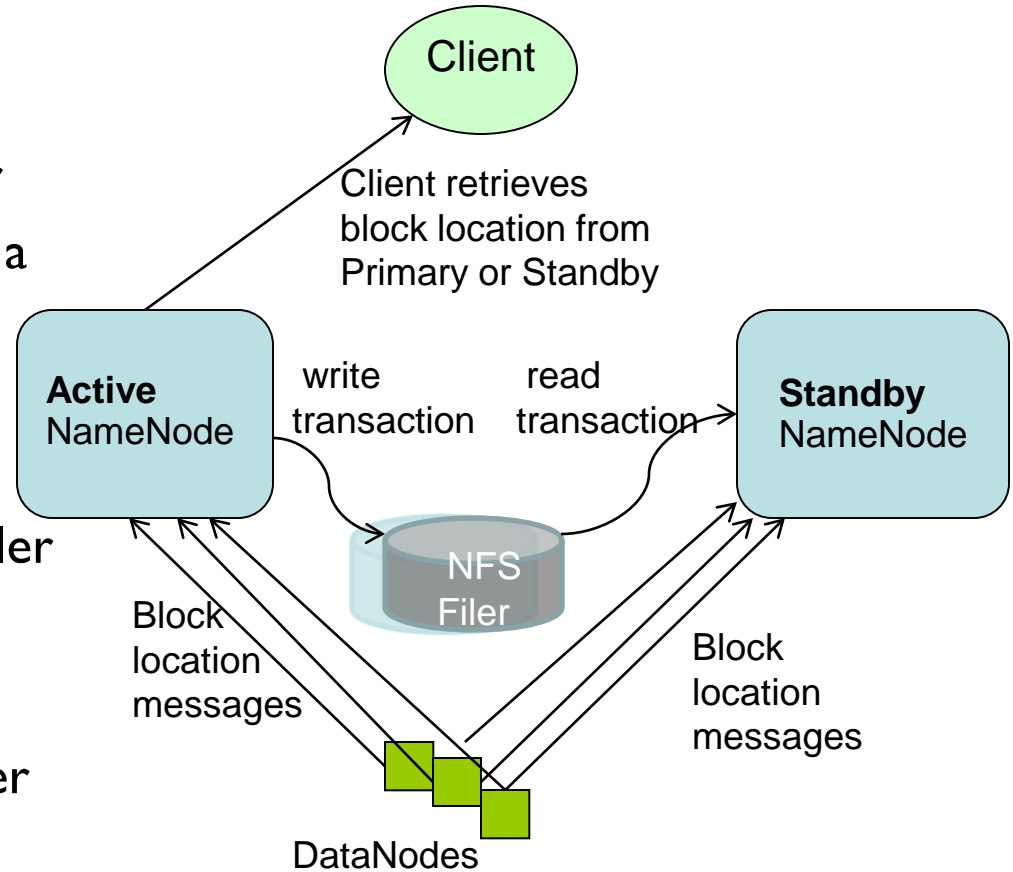 Client
Client retrieves
block location from
Primary or Standby
a
Active
NameNode
write
transaction
read
transaction
Standby
NameNode
NFS
Filer
Block
location
messages
Block
location
messages
DataNodes